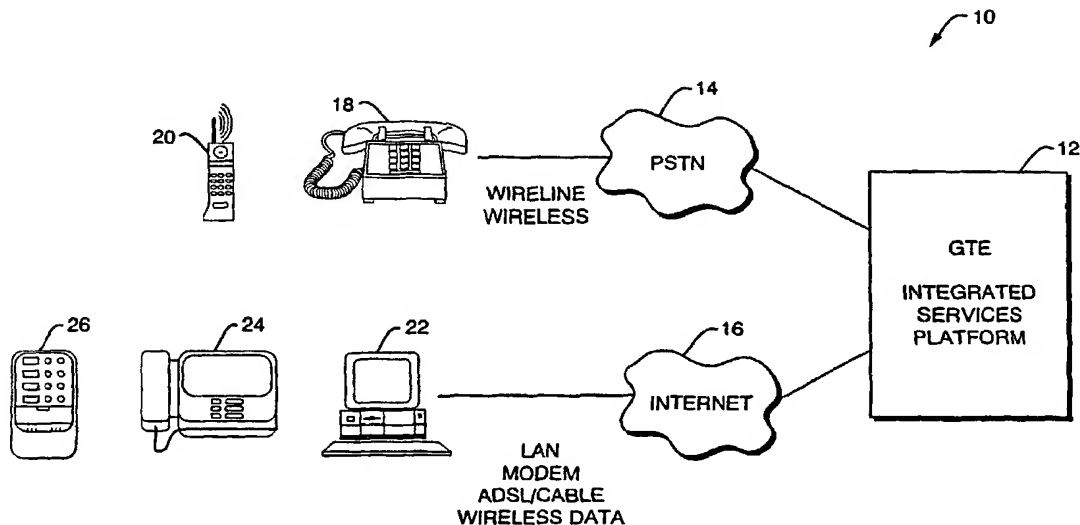 10
20
18
14
12
PSTN
WIRELINE
WIRELESS
GTE
INTEGRATED
SERVICES
PLATFORM
26
24
22
16
INTERNET
LAN
MODEM
ADSL/CABLE
WIRELESS DATA